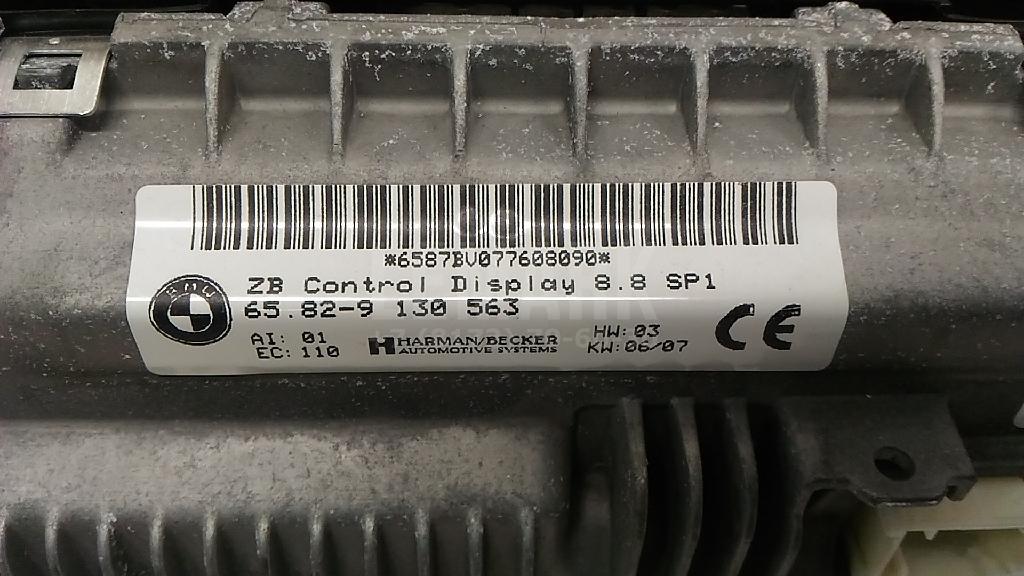 *6587BV077608090*
BMW
ZB Control Display 8.8 SP1
65.82-9 130 563
AI: 01
EC: 110
HARMAN/BECKER
AUTOMOTIVE SYSTEMS
HW: 03
KW: 06/07
CE